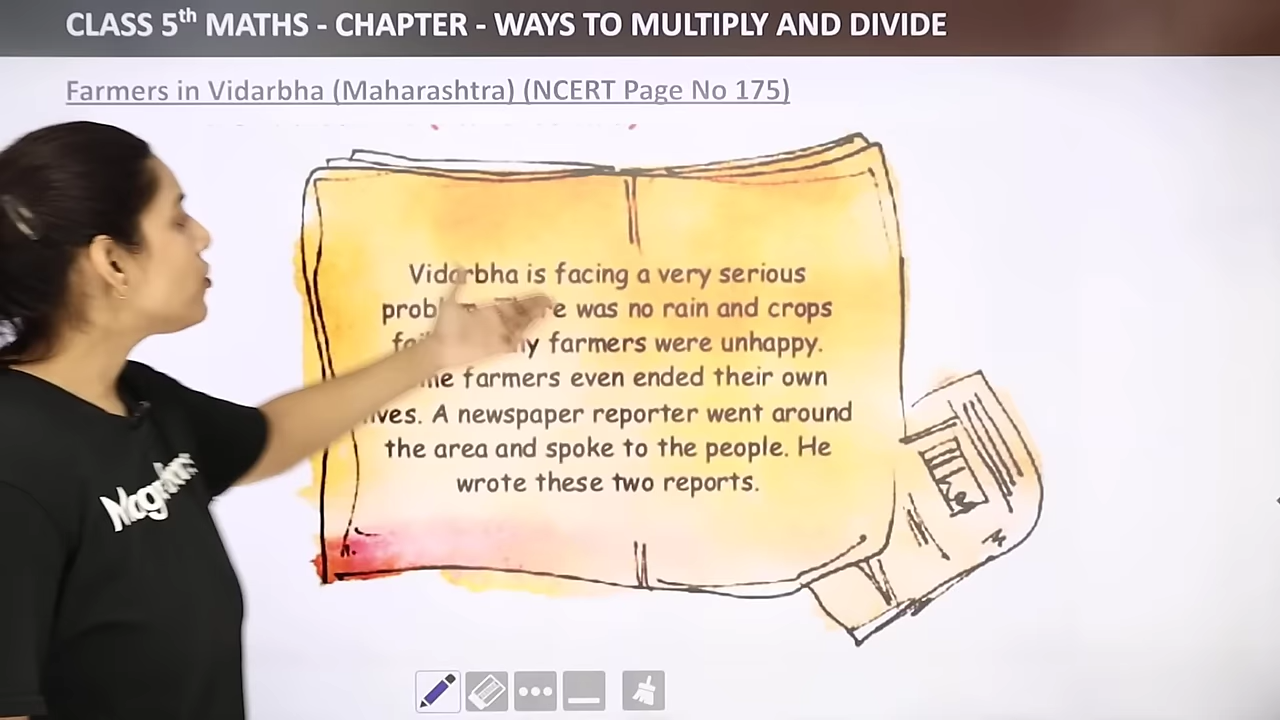 CLASS 5th MATHS - CHAPTER - WAYS TO MULTIPLY AND DIVIDE
Farmers in Vidarbha (Maharashtra) (NCERT Page No 175)
Vidarbha is facing a very serious
was no rain and crops
farmers were unhappy.
farmers even ended their own
A newspaper reporter went around
the area and spoke to the people. He
wrote these two reports.